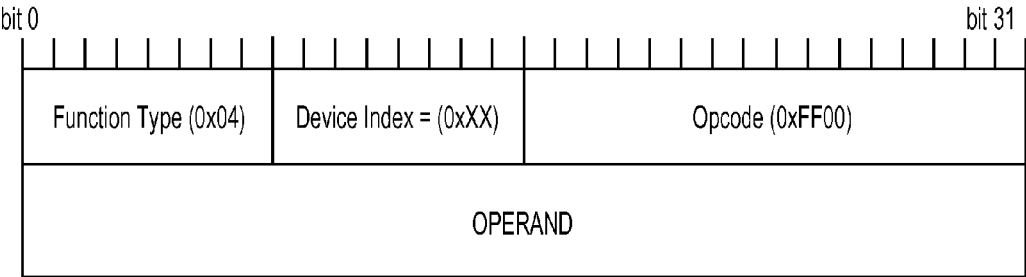 bit 0 bit 31
Function Type (0x04) Device Index = (0xXX) Opcode (0xFF00)
OPERAND